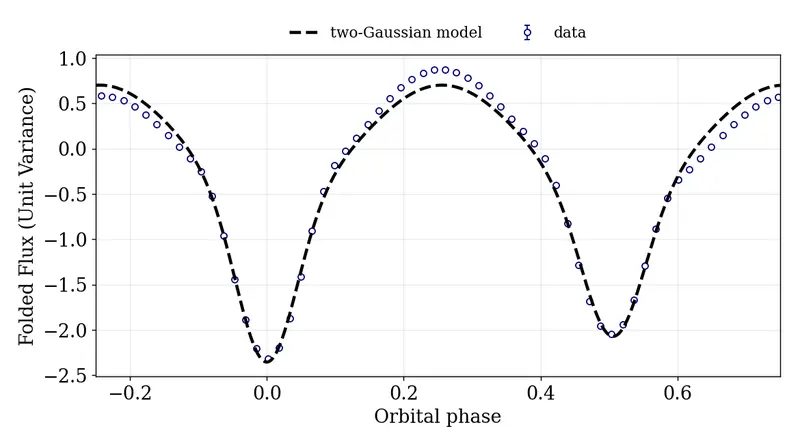 two-Gaussian model data
1.0
0.5
0.0
−0.5
−1.0
−1.5
−2.0
−2.5
Folded Flux (Unit Variance)
−0.2 0.0 0.2 0.4 0.6
Orbital phase